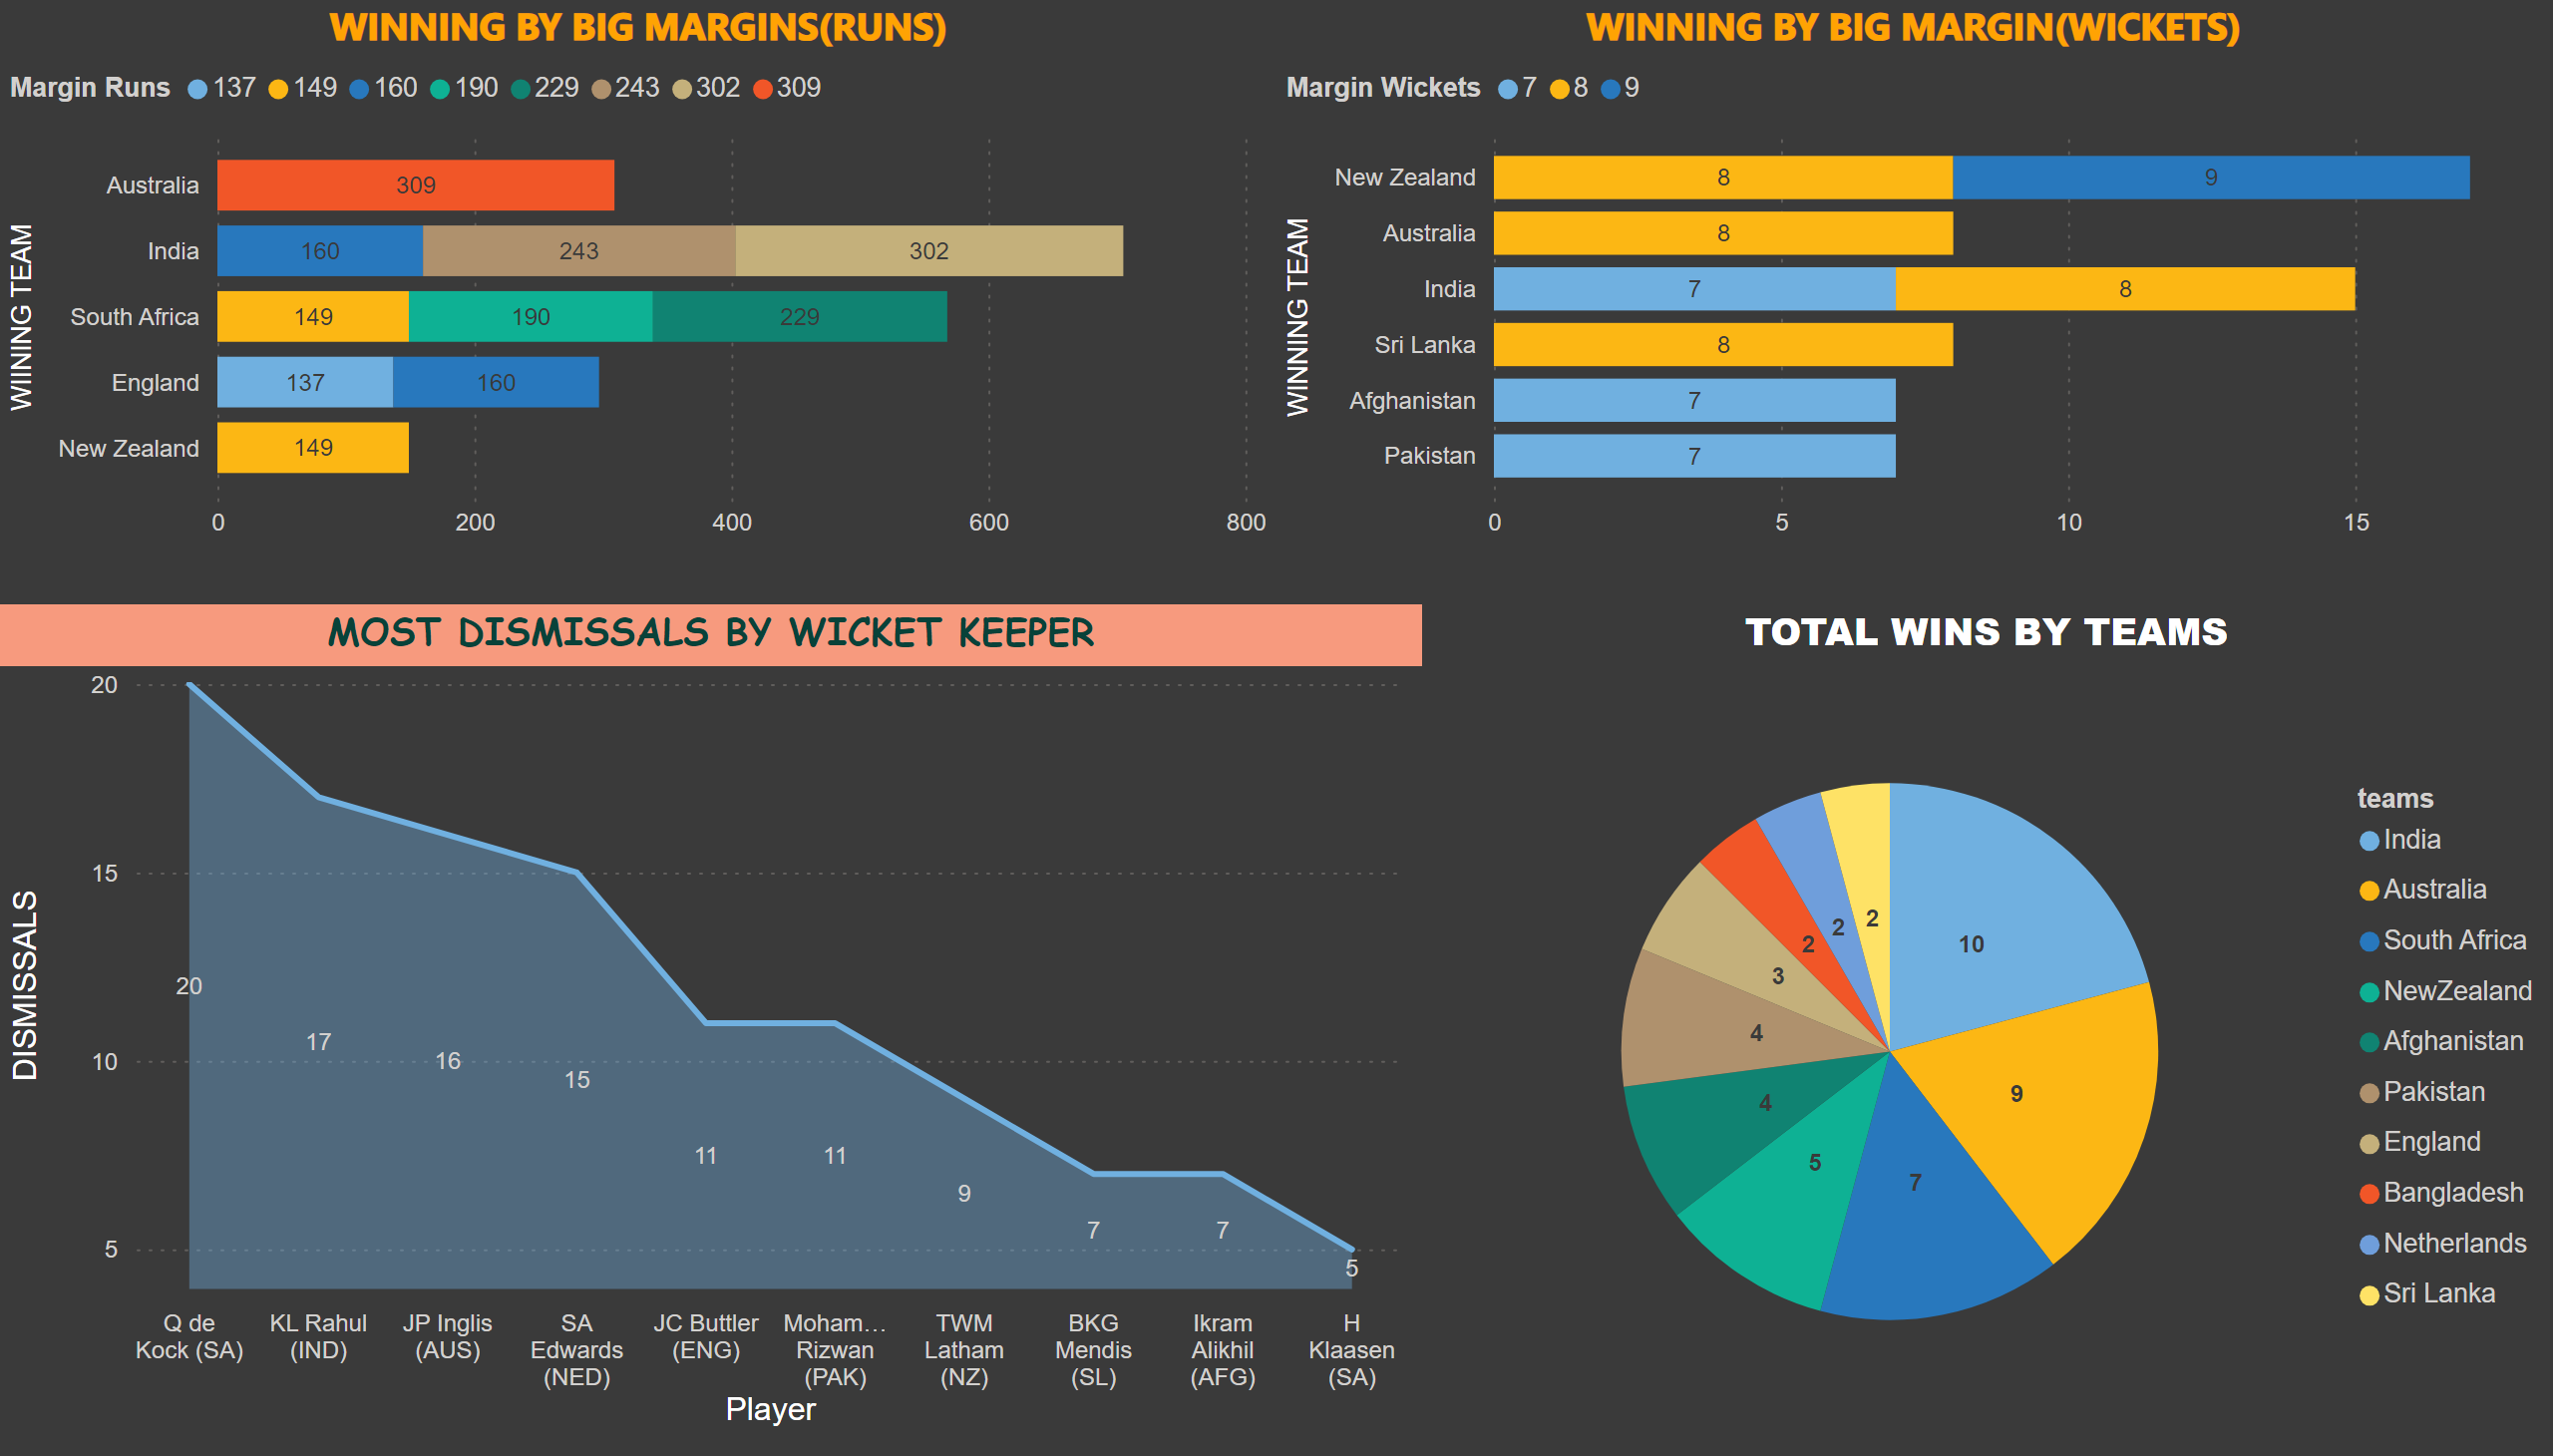 WINNING BY BIG MARGINS(RUNS)
Margin Runs 137 149 160 190 229 243 302 309
WIINING TEAM
Australia 309
India 160 243 302
South Africa 149 190 229
England 137 160
New Zealand 149
0 200 400 600 800
WINNING BY BIG MARGIN(WICKETS)
Margin Wickets 7 8 9
WINNING TEAM
New Zealand 8 9
Australia 8
India 7 8
Sri Lanka 8
Afghanistan 7
Pakistan 7
0 5 10 15
MOST DISMISSALS BY WICKET KEEPER
DISMISSALS
20
15
10
5
20
17
16
15
11
11
9
7
7
5
Q de
Kock (SA)
KL Rahul
(IND)
JP Inglis
(AUS)
SA
Edwards
(NED)
JC Buttler
(ENG)
Moham…
Rizwan
(PAK)
TWM
Latham
(NZ)
BKG
Mendis
(SL)
Ikram
Alikhil
(AFG)
H
Klaasen
(SA)
Player
TOTAL WINS BY TEAMS
10
9
7
5
4
4
3
2
2
2
teams
India
Australia
South Africa
NewZealand
Afghanistan
Pakistan
England
Bangladesh
Netherlands
Sri Lanka